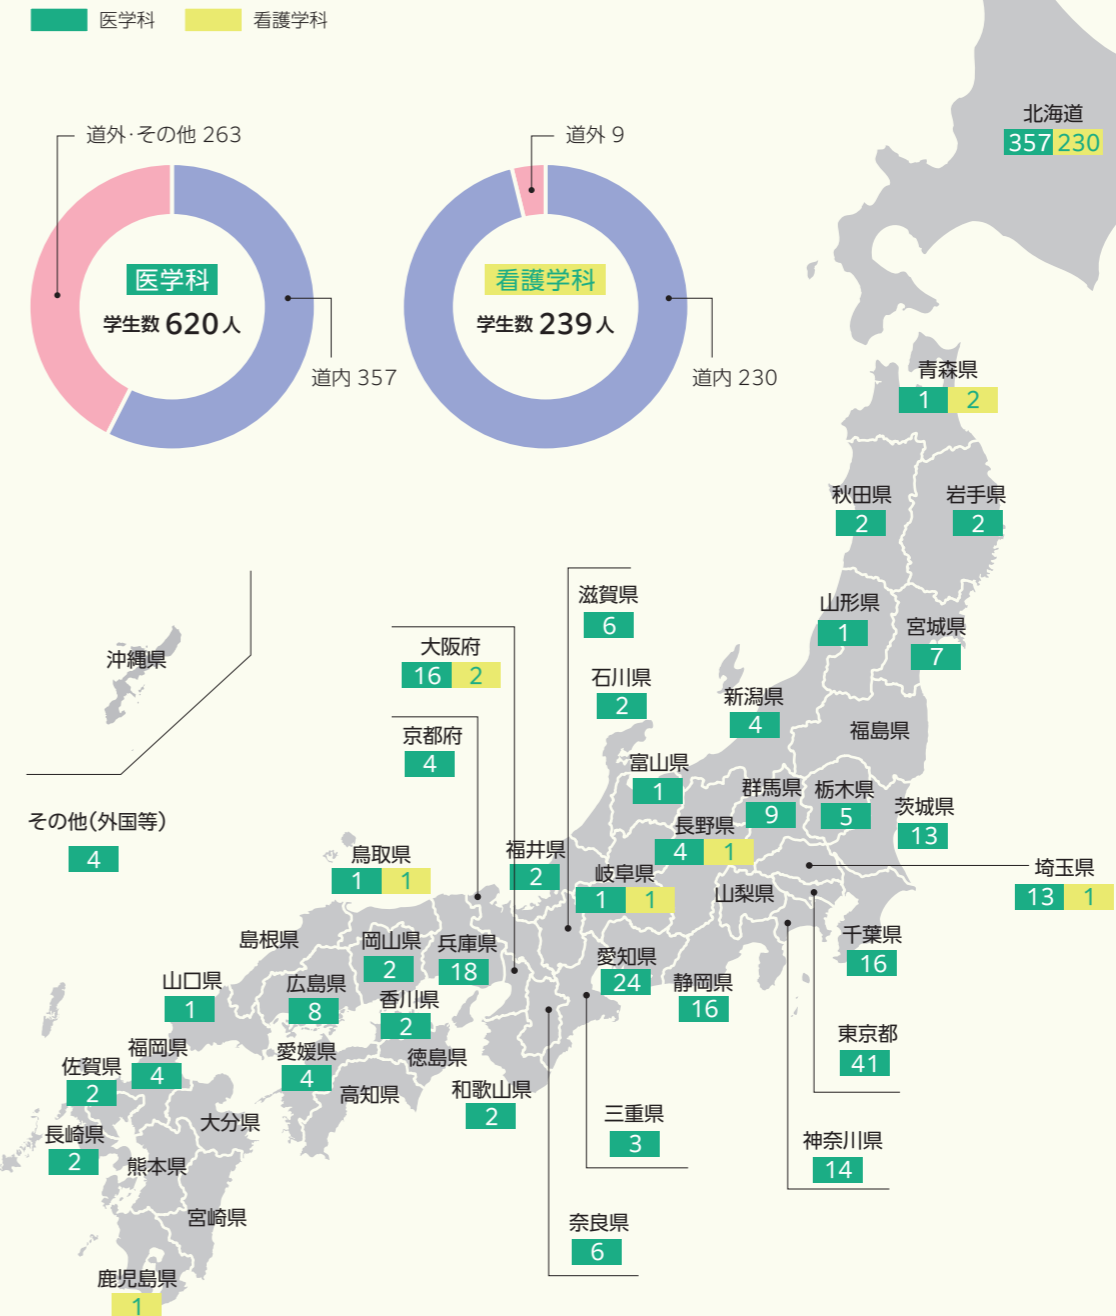 医学科 看護学科
道外・その他 263
医学科
学生数 620人
道内 357
道外 9
看護学科
学生数 239人
道内 230
北海道
357 230
青森県
1 2
秋田県
2
岩手県
2
山形県
1
宮城県
7
福島県
新潟県
4
滋賀県
6
大阪府
16 2
石川県
2
京都府
4
富山県
1
群馬県
9
栃木県
5
茨城県
13
長野県
4 1
沖縄県
その他(外国等)
4
鳥取県
1 1
福井県
2
岐阜県
1 1
山梨県
埼玉県
13 1
千葉県
16
島根県
岡山県
2
兵庫県
18
愛知県
24
静岡県
16
山口県
1
広島県
8
香川県
2
東京都
41
福岡県
4
佐賀県
2
愛媛県
4
徳島県
高知県
和歌山県
2
三重県
3
神奈川県
14
長崎県
2
大分県
熊本県
宮崎県
奈良県
6
鹿児島県
1